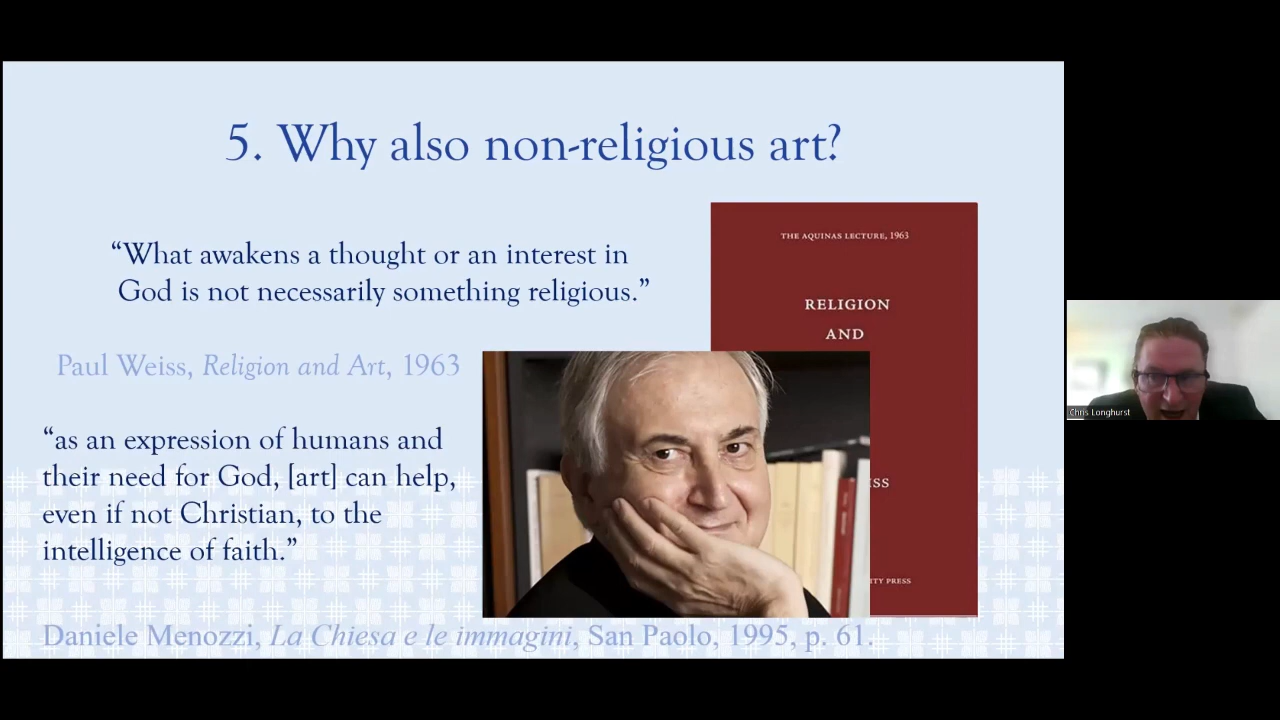 5. Why also non-religious art?
“What awakens a thought or an interest in
God is not necessarily something religious.”
Paul Weiss, Religion and Art, 1963
“as an expression of humans and
their need for God, [art] can help,
even if not Christian, to the
intelligence of faith.”
Daniele Menozzi, La Chiesa e le immagini, San Paolo, 1995, p. 61.
THE AQUINAS LECTURE, 1963
RELIGION
AND
ISS
ITY PRESS
Chris Longhurst